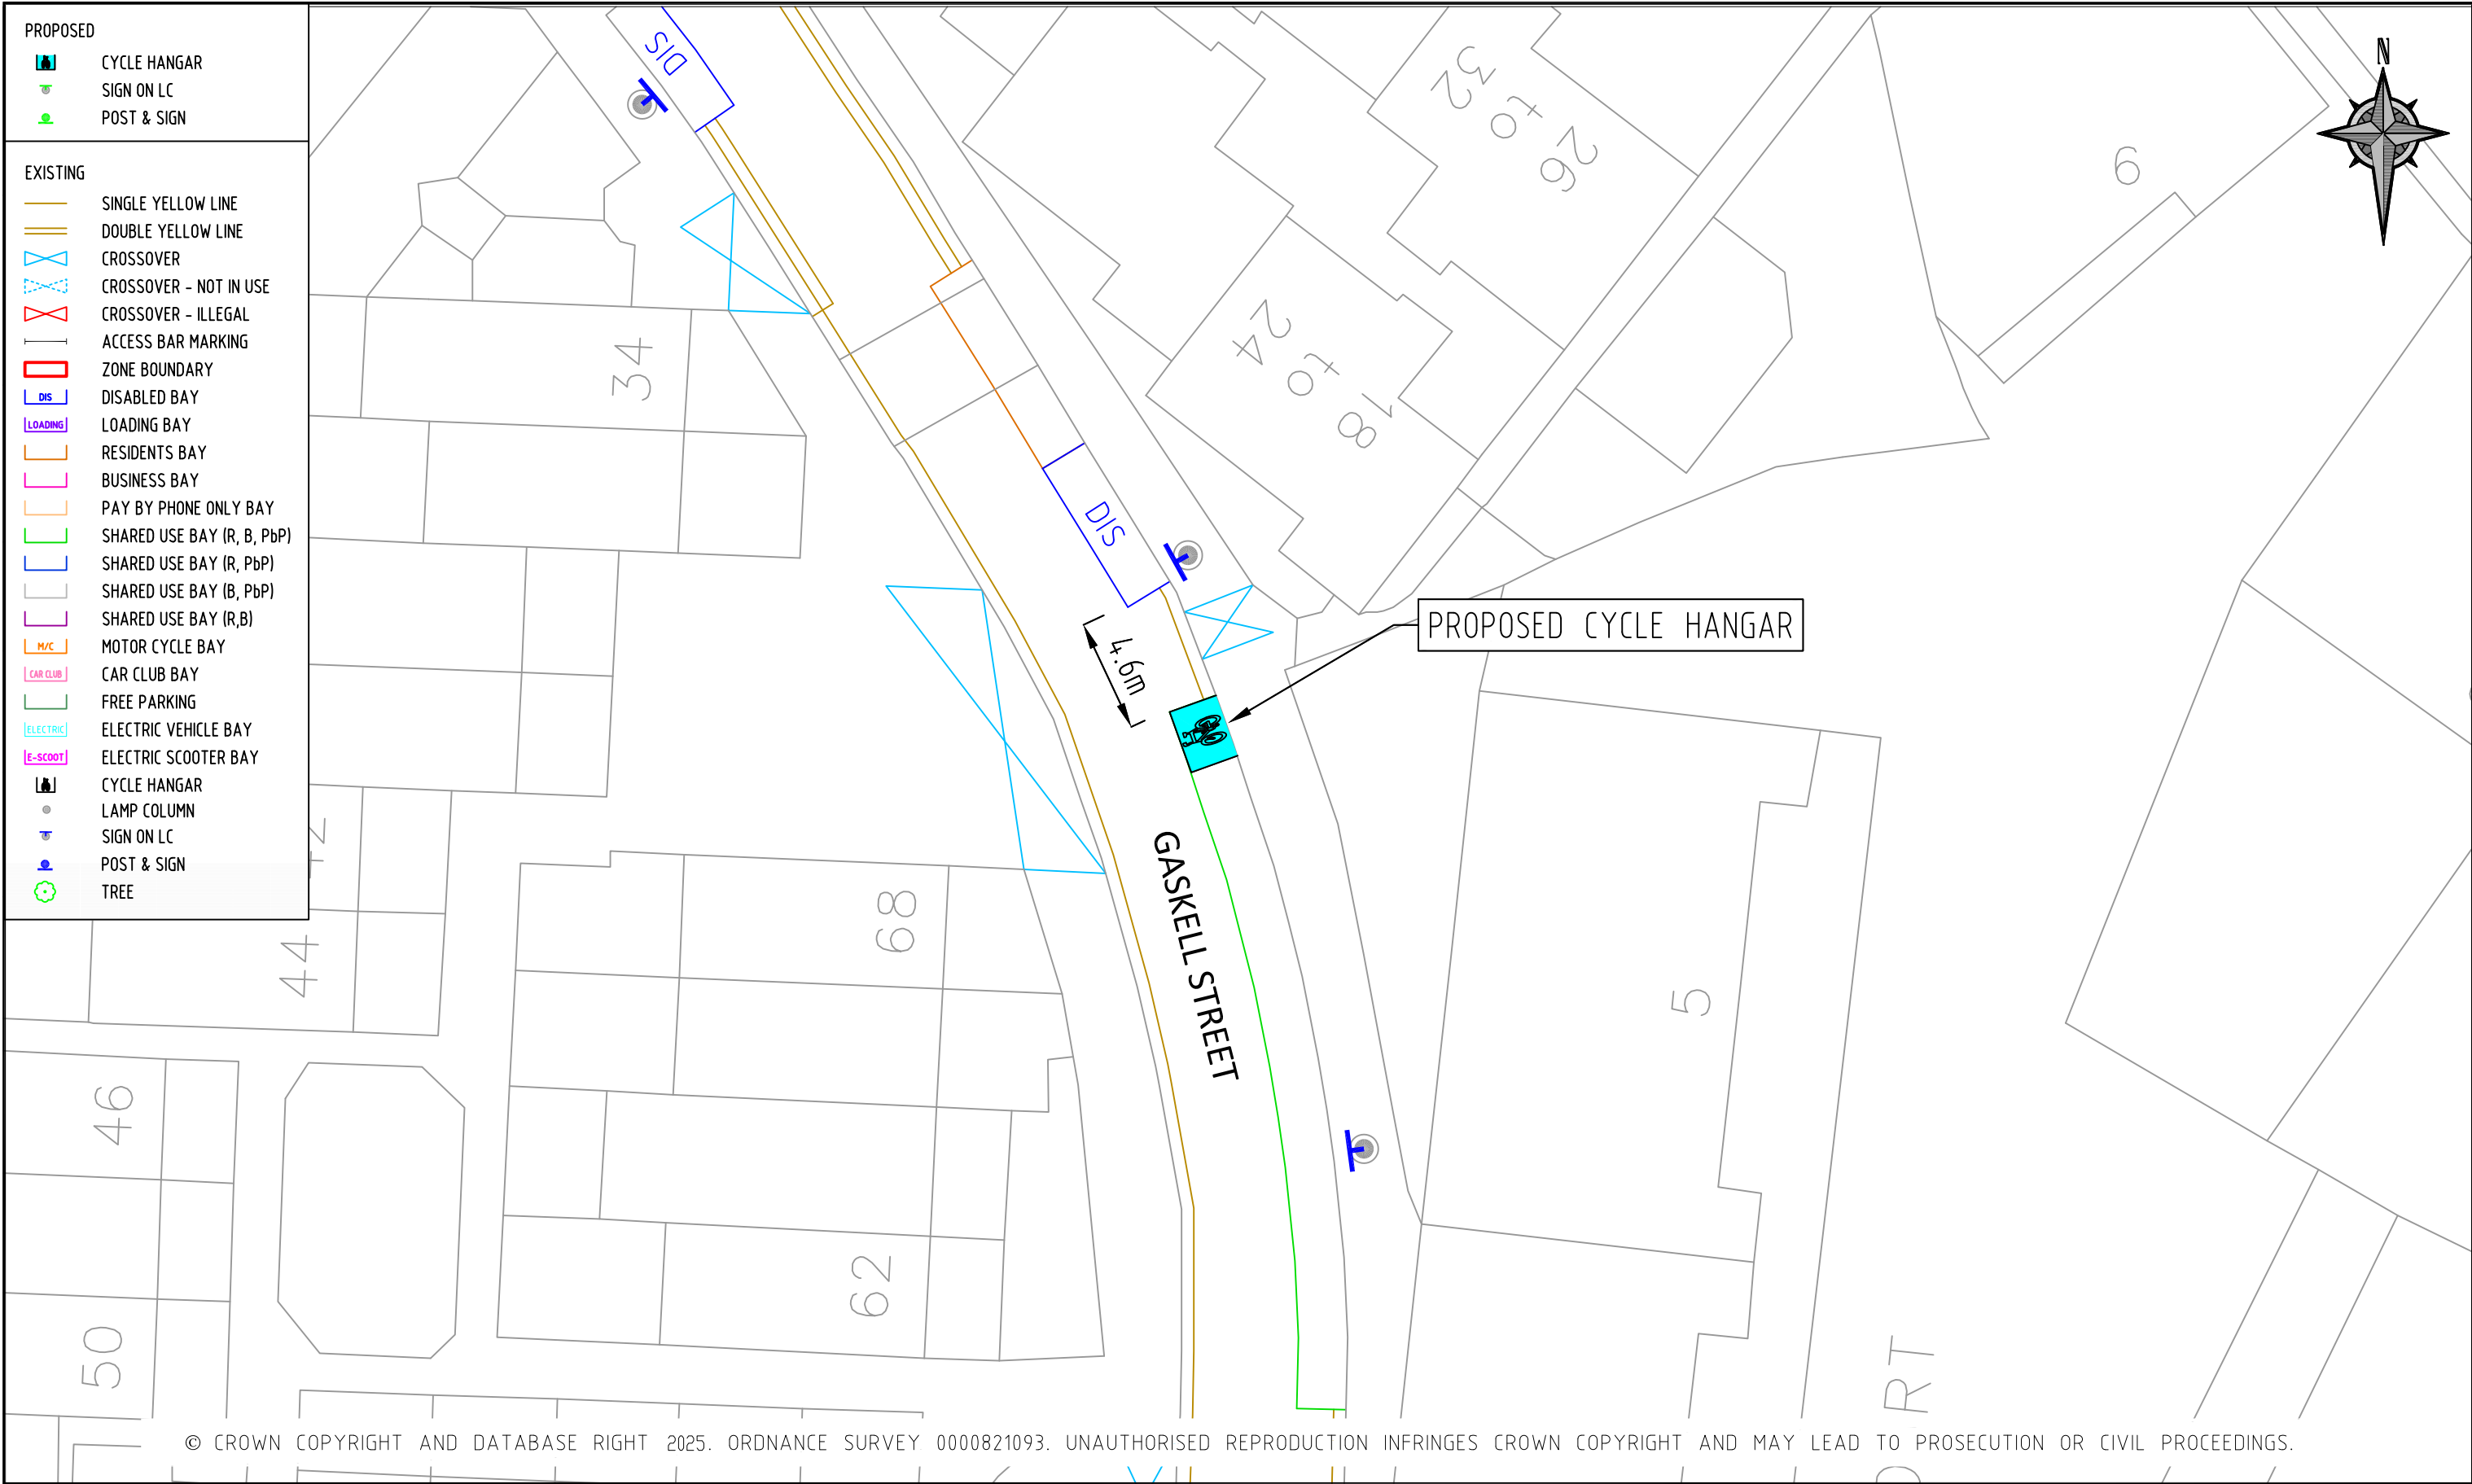 PROPOSED
CYCLE HANGAR
SIGN ON LC
POST & SIGN
EXISTING
SINGLE YELLOW LINE
DOUBLE YELLOW LINE
CROSSOVER
CROSSOVER - NOT IN USE
CROSSOVER - ILLEGAL
ACCESS BAR MARKING
ZONE BOUNDARY
DIS DISABLED BAY
LOADING LOADING BAY
RESIDENTS BAY
BUSINESS BAY
PAY BY PHONE ONLY BAY
SHARED USE BAY (R, B, PbP)
SHARED USE BAY (R, PbP)
SHARED USE BAY (B, PbP)
SHARED USE BAY (R,B)
M/C MOTOR CYCLE BAY
CAR CLUB CAR CLUB BAY
FREE PARKING
ELECTRIC ELECTRIC VEHICLE BAY
E-SCOOT ELECTRIC SCOOTER BAY
CYCLE HANGAR
LAMP COLUMN
SIGN ON LC
POST & SIGN
TREE
DIS
N
26 to 32
9
18 to 24
34
DIS
4.6m
PROPOSED CYCLE HANGAR
GASKELL STREET
68
44
5
46
62
50
© CROWN COPYRIGHT AND DATABASE RIGHT 2025. ORDNANCE SURVEY 0000821093. UNAUTHORISED REPRODUCTION INFRINGES CROWN COPYRIGHT AND MAY LEAD TO PROSECUTION OR CIVIL PROCEEDINGS.